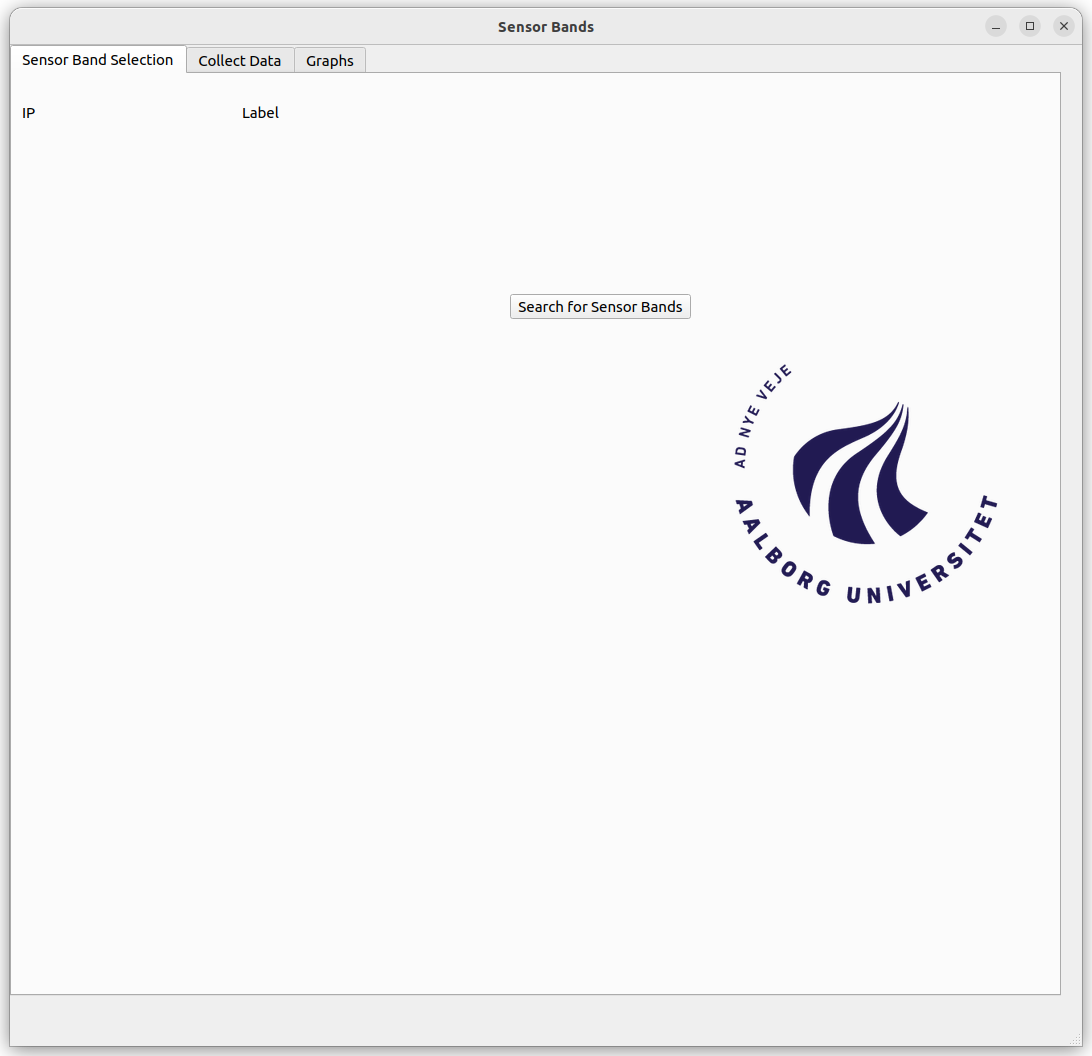 Sensor Bands
Sensor Band Selection
Collect Data
Graphs
IP
Label
Search for Sensor Bands
AD NYE VEJE
AALBORG UNIVERSITET